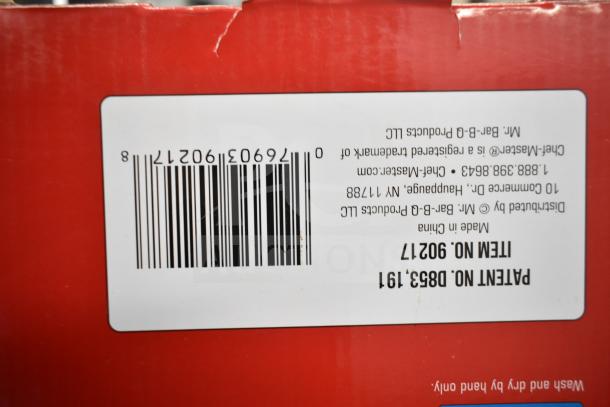 Wash and dry by hand only.
PATENT NO. D853,191
ITEM NO. 90217
Made in China
Distributed by © Mr. Bar-B-Q Products LLC
10 Commerce Dr., Hauppauge, NY 11788
1.888.398.8643 • Chef-Master.com
Chef-Master® is a registered trademark of
Mr. Bar-B-Q Products LLC
0 76903 90217 8